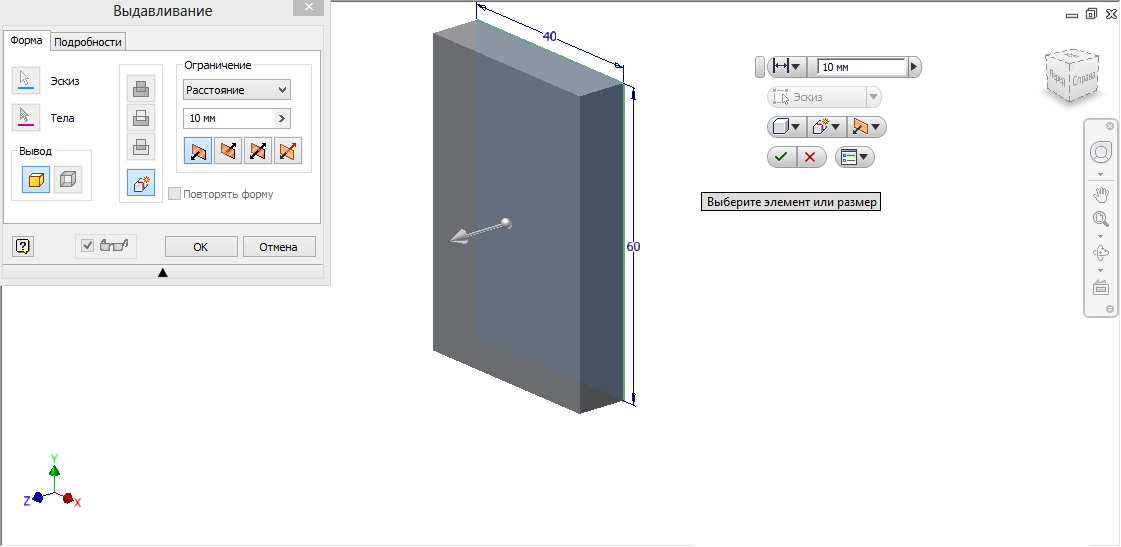 Выдавливание
Форма
Подробности
Эскиз
Тела
Вывод
Ограничение
Расстояние
10 мм
Повторять форму
OK
Отмена
40
60
10 мм
Эскиз
Выберите элемент или размер
Перед
Справа
Y
Z
X